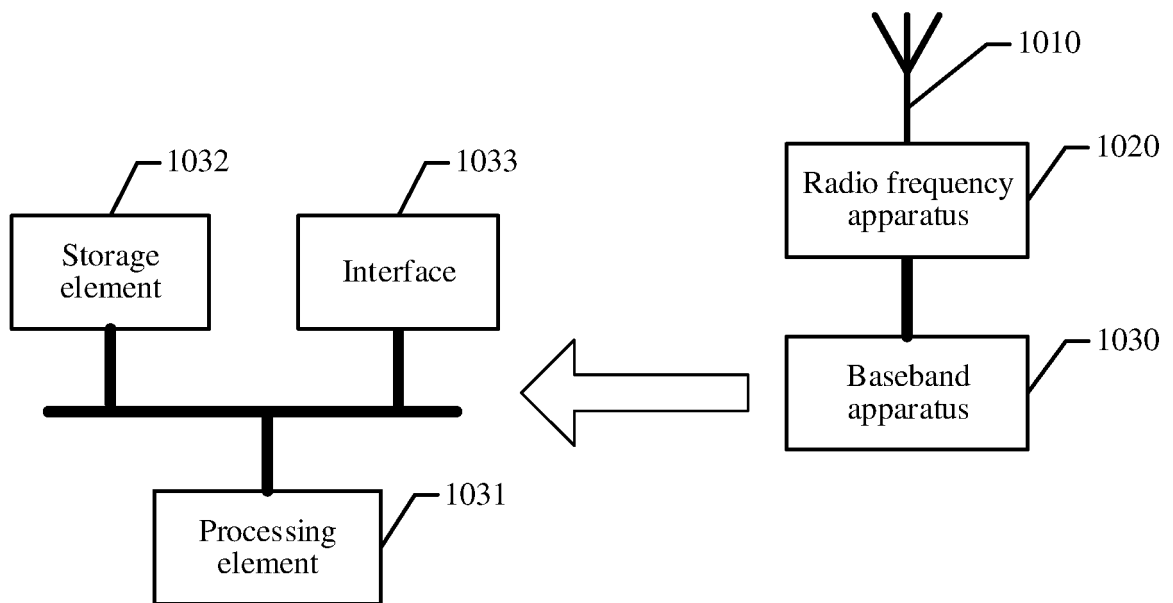 1010
1020
Radio frequency
apparatus
1032
1033
Storage
element
Interface
1030
Baseband
apparatus
1031
Processing
element